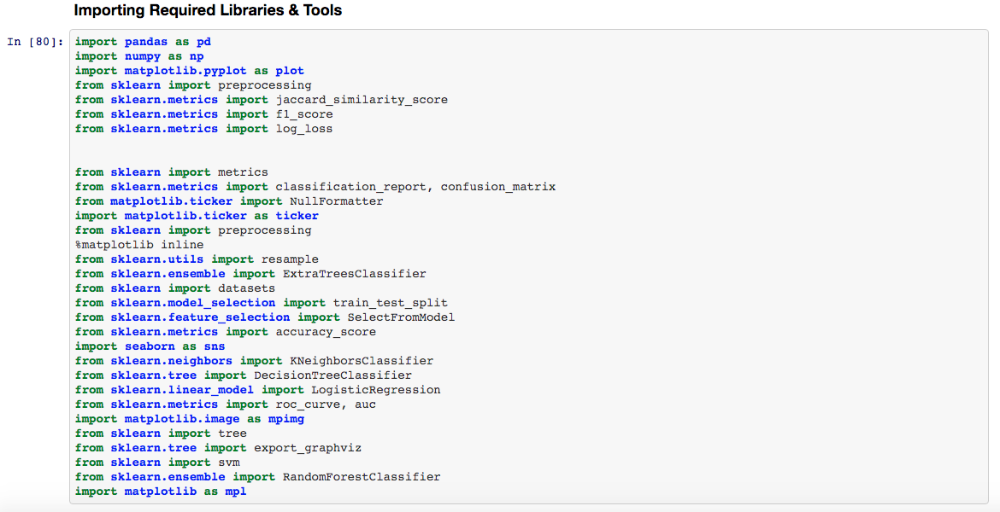 Importing Required Libraries & Tools
In [80]: import pandas as pd
import numpy as np
import matplotlib.pyplot as plot
from sklearn import preprocessing
from sklearn.metrics import jaccard_similarity_score
from sklearn.metrics import f1_score
from sklearn.metrics import log_loss
from sklearn import metrics
from sklearn.metrics import classification_report, confusion_matrix
from matplotlib.ticker import NullFormatter
import matplotlib.ticker as ticker
from sklearn import preprocessing
%matplotlib inline
from sklearn.utils import resample
from sklearn.ensemble import ExtraTreesClassifier
from sklearn import datasets
from sklearn.model_selection import train_test_split
from sklearn.feature_selection import SelectFromModel
from sklearn.metrics import accuracy_score
import seaborn as sns
from sklearn.neighbors import KNeighborsClassifier
from sklearn.tree import DecisionTreeClassifier
from sklearn.linear_model import LogisticRegression
from sklearn.metrics import roc_curve, auc
import matplotlib.image as mpimg
from sklearn import tree
from sklearn.tree import export_graphviz
from sklearn import svm
from sklearn.ensemble import RandomForestClassifier
import matplotlib as mpl